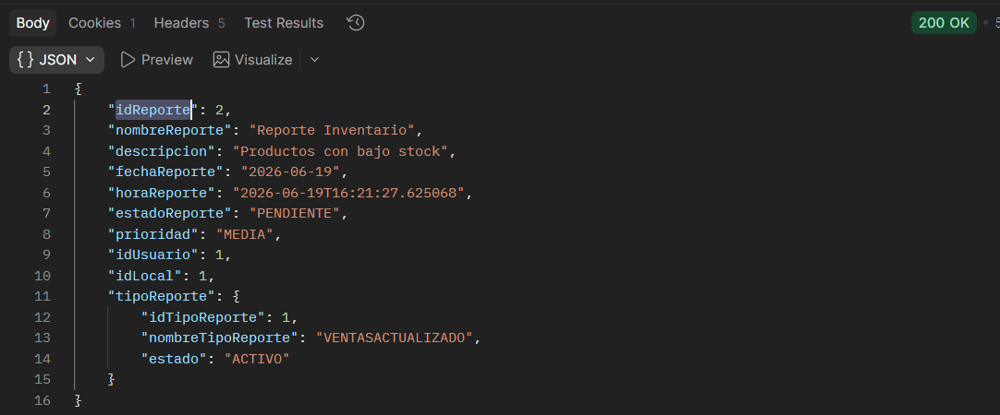 Body Cookies 1 Headers 5 Test Results 200 OK
{} JSON Preview Visualize
1 {
2 "idReporte": 2,
3 "nombreReporte": "Reporte Inventario",
4 "descripcion": "Productos con bajo stock",
5 "fechaReporte": "2026-06-19",
6 "horaReporte": "2026-06-19T16:21:27.625068",
7 "estadoReporte": "PENDIENTE",
8 "prioridad": "MEDIA",
9 "idUsuario": 1,
10 "idLocal": 1,
11 "tipoReporte": {
12 "idTipoReporte": 1,
13 "nombreTipoReporte": "VENTASACTUALIZADO",
14 "estado": "ACTIVO"
15 }
16 }